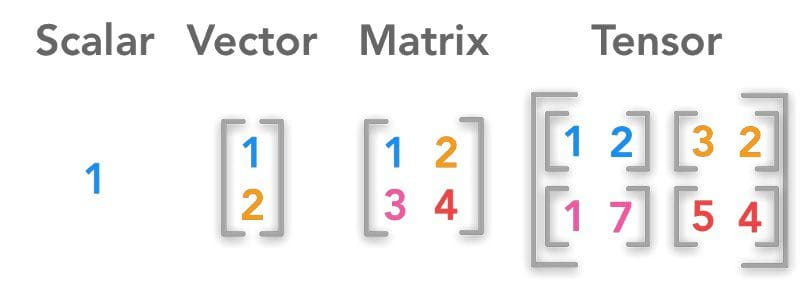 Scalar Vector Matrix Tensor
1 2 3 2
1 1 2
1
2 3 4 1 7 5 4